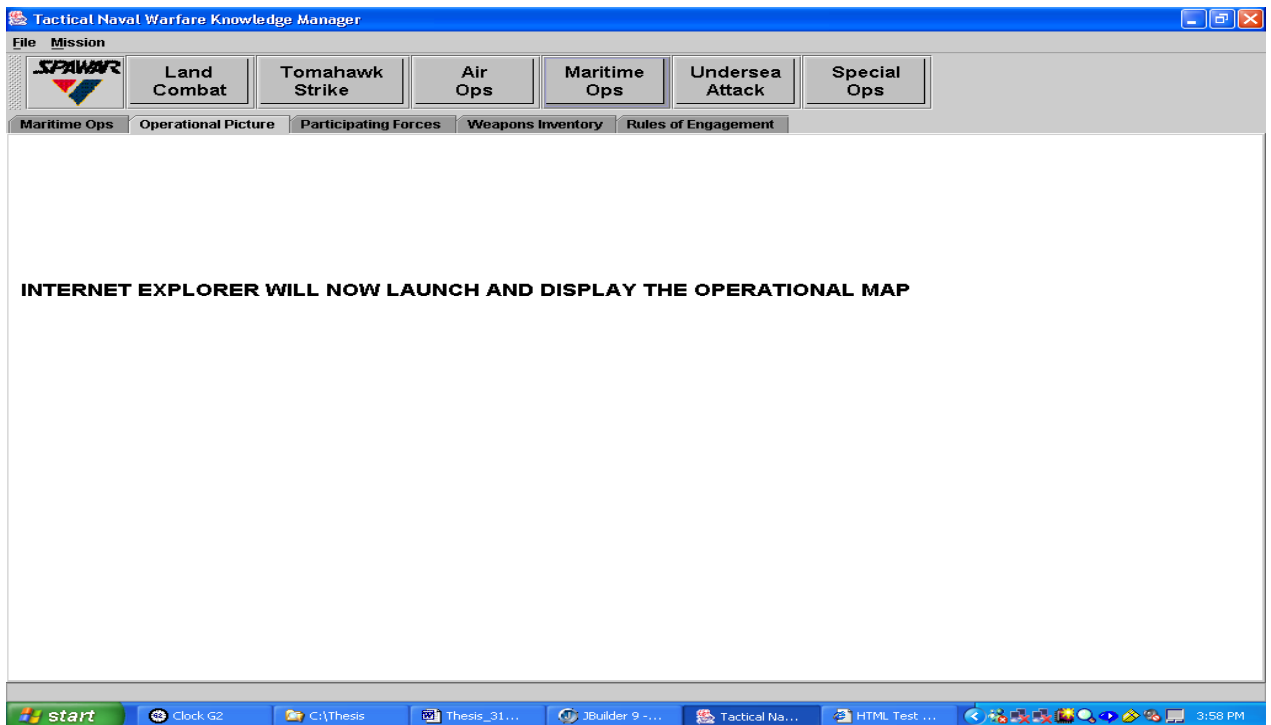 Tactical Naval Warfare Knowledge Manager
File Mission
SPAWAR
Land Combat
Tomahawk Strike
Air Ops
Maritime Ops
Undersea Attack
Special Ops
Maritime Ops Operational Picture Participating Forces Weapons Inventory Rules of Engagement
INTERNET EXPLORER WILL NOW LAUNCH AND DISPLAY THE OPERATIONAL MAP
start Clock G2 C:\Thesis Thesis_31... JBuilder 9 -... Tactical Na... HTML Test ... 3:58 PM